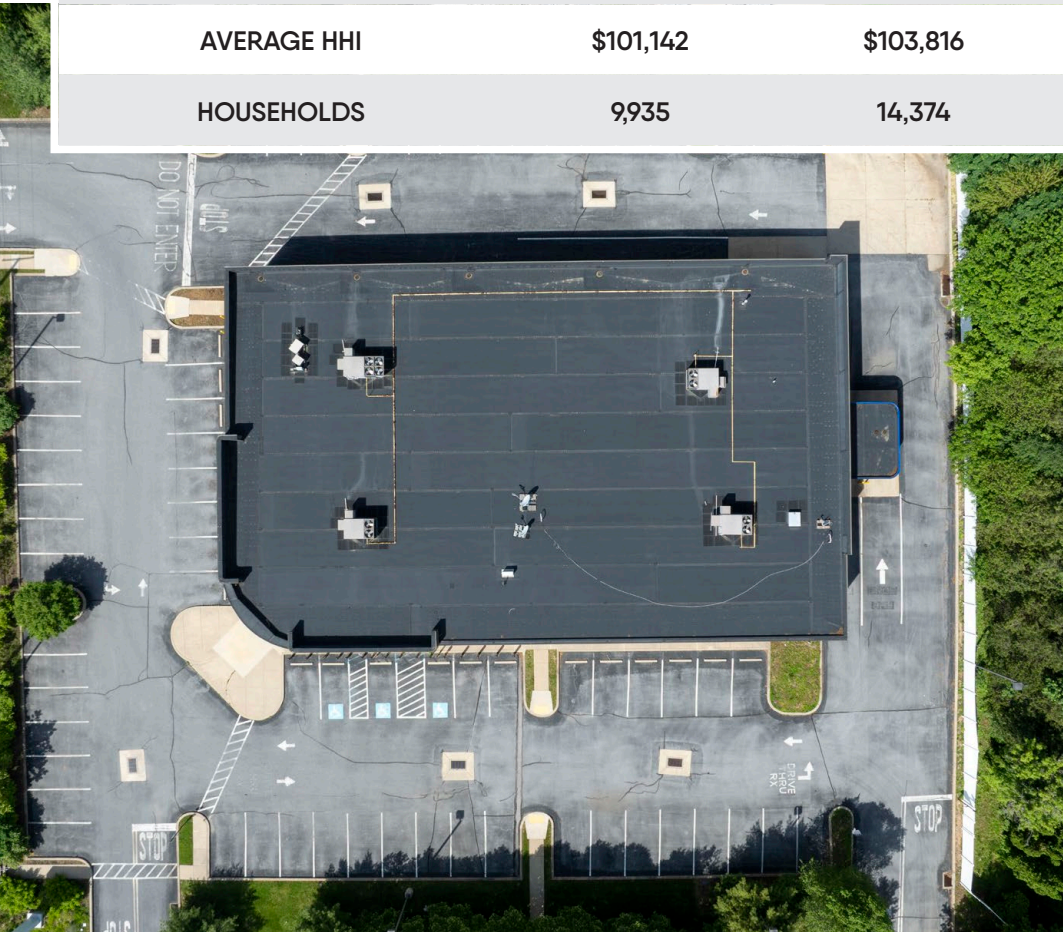 AVERAGE HHI $101,142 $103,816
HOUSEHOLDS 9,935 14,374
DO NOT ENTER
STOP
DRIVE
THRU
RX
STOP
STOP